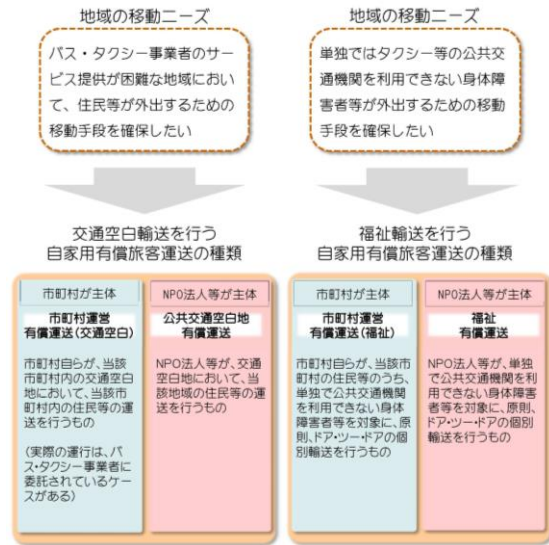 地域の移動ニーズ
バス・タクシー事業者のサー
ビス提供が困難な地域におい
て、住民等が外出するための
移動手段を確保したい
交通空白輸送を行う
自家用有償旅客運送の種類
市町村が主体
市町村運営
有償運送(交通空白)
市町村自らが、当該
市町村内の交通空白
地において、当該市
町村内の住民等の運
送を行うもの
(実際の運行は、バ
ス・タクシー事業者に
委託されているケー
スがある)
NPO法人等が主体
公共交通空白地
有償運送
NPO法人等が、交通
空白地において、当
該地域の住民等の運
送を行うもの
地域の移動ニーズ
単独ではタクシー等の公共交
通機関を利用できない身体障
害者等が外出するための移動
手段を確保したい
福祉輸送を行う
自家用有償旅客運送の種類
市町村が主体
市町村運営
有償運送(福祉)
市町村自らが、当該市
町村の住民等のうち、
単独で公共交通機関
を利用できない身体
障害者等を対象に、原
則、ドア・ツー・ドアの個
別輸送を行うもの
NPO法人等が主体
福祉
有償運送
NPO法人等が、単独
で公共交通機関を利
用できない身体障害
者等を対象に、原則、
ドア・ツー・ドアの個別
輸送を行うもの